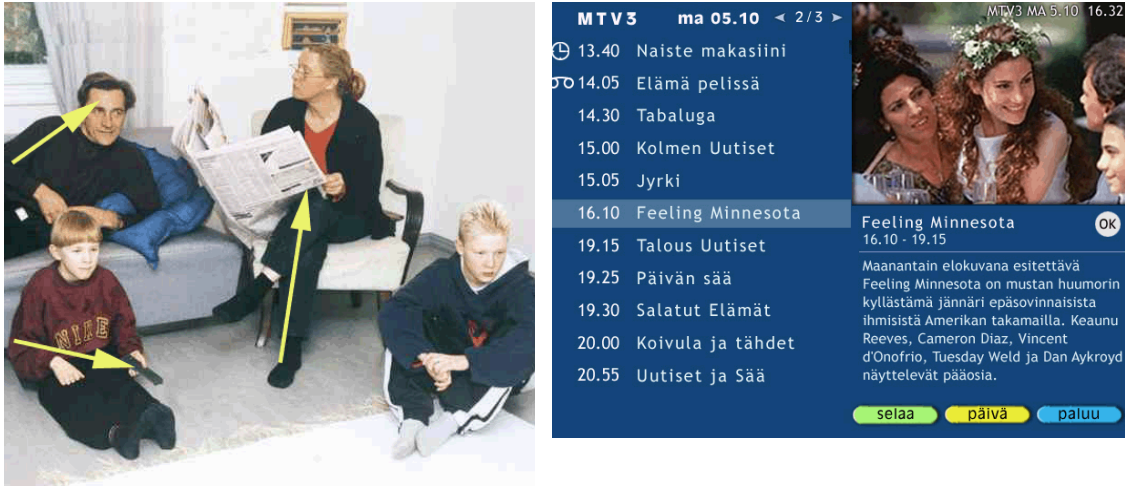 NIKE
MTV3 ma 05.10 < 2/3 >
13.40 Naiste makasiini
14.05 Elämä pelissä
14.30 Tabaluga
15.00 Kolmen Uutiset
15.05 Jyrki
16.10 Feeling Minnesota
19.15 Talous Uutiset
19.25 Päivän sää
19.30 Salatut Elämät
20.00 Koivula ja tähdet
20.55 Uutiset ja Sää
MTV3 MA 5.10 16.32
Feeling Minnesota OK
16.10 - 19.15
Maanantain elokuvana esitettävä
Feeling Minnesota on mustan huumorin
kyllästämä jännäri epäsovinnaisista
ihmisistä Amerikan takamailla. Keaunu
Reeves, Cameron Diaz, Vincent
d'Onofrio, Tuesday Weld ja Dan Aykroyd
näyttelevät pääosia.
selaa päivä paluu